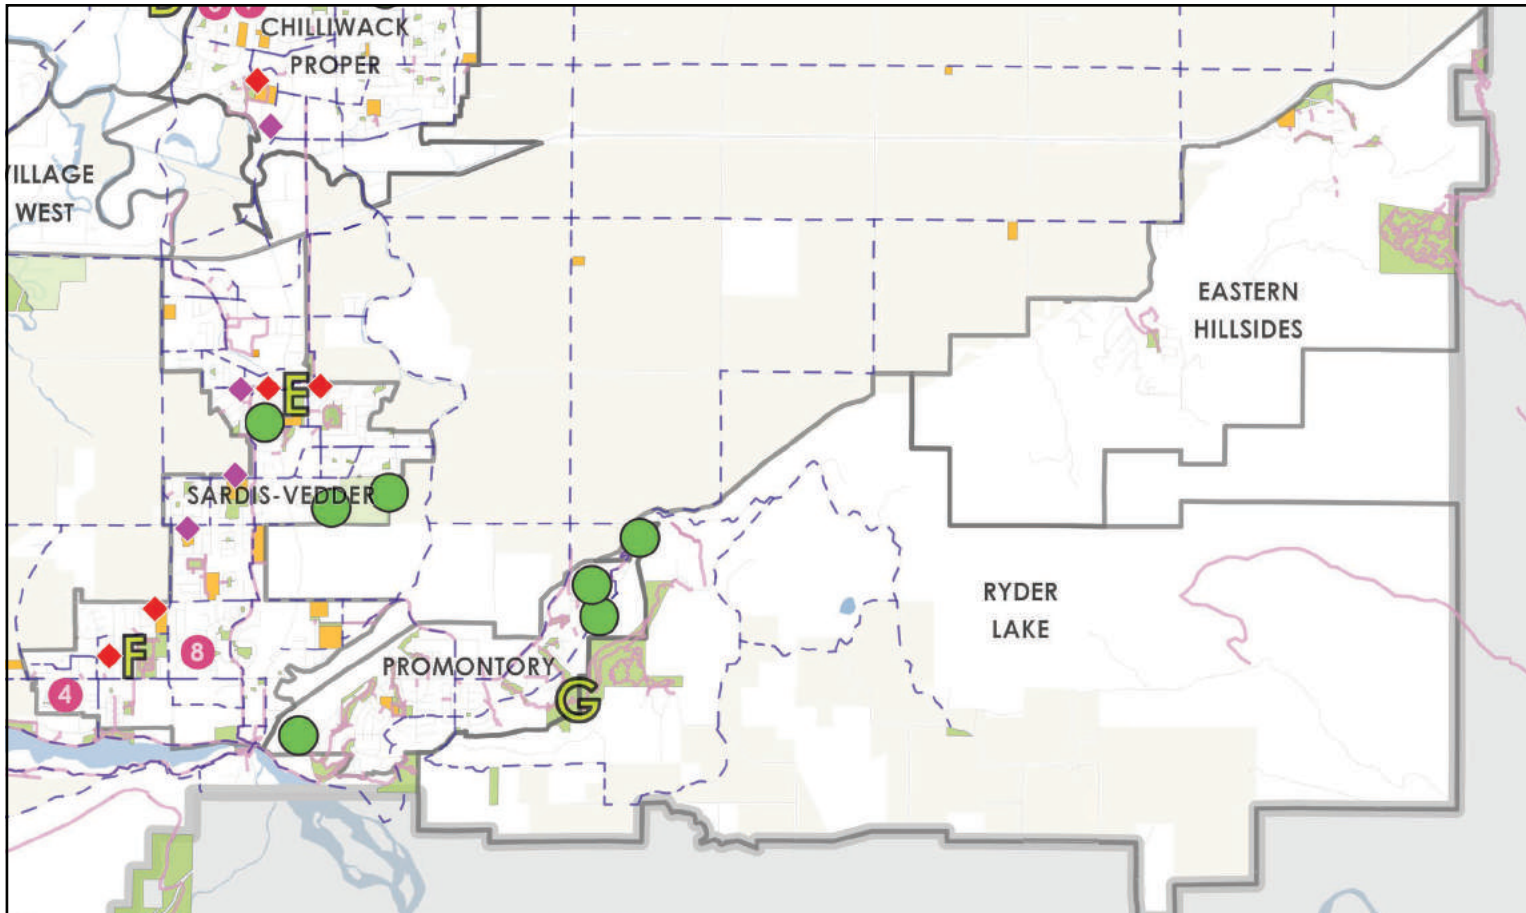 CHILLIWACK
PROPER
VILLAGE
WEST
EASTERN
HILLSIDES
E
SARDIS-VEDDER
RYDER
LAKE
F
8
PROMONTORY
4
G